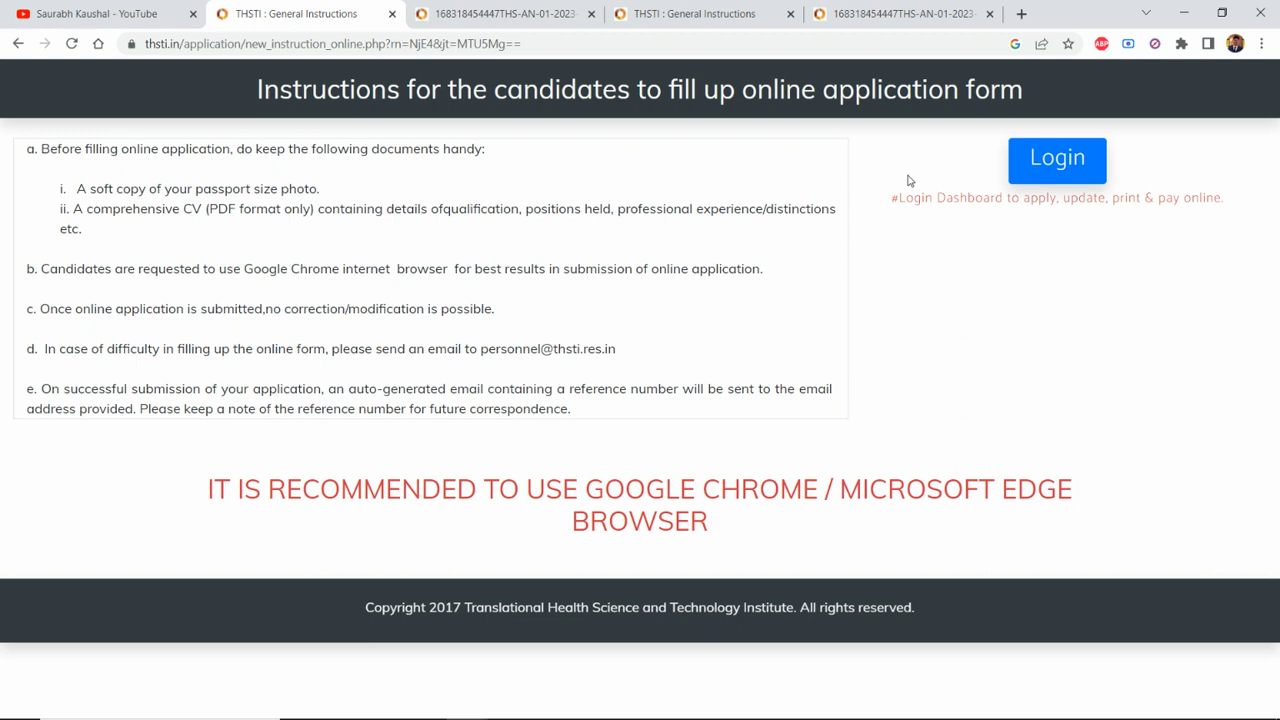 Saurabh Kaushal - YouTube
THSTI : General Instructions
168318454447THS-AN-01-2023-
THSTI : General Instructions
168318454447THS-AN-01-2023-
thsti.in/application/new_instruction_online.php?rn=NjE4&jt=MTU5Mg==
ABP
Instructions for the candidates to fill up online application form
a. Before filling online application, do keep the following documents handy:
i. A soft copy of your passport size photo.
ii. A comprehensive CV (PDF format only) containing details ofqualification, positions held, professional experience/distinctions
etc.
b. Candidates are requested to use Google Chrome internet browser for best results in submission of online application.
c. Once online application is submitted,no correction/modification is possible.
d. In case of difficulty in filling up the online form, please send an email to personnel@thsti.res.in
e. On successful submission of your application, an auto-generated email containing a reference number will be sent to the email
address provided. Please keep a note of the reference number for future correspondence.
Login
#Login Dashboard to apply, update, print & pay online.
IT IS RECOMMENDED TO USE GOOGLE CHROME / MICROSOFT EDGE
BROWSER
Copyright 2017 Translational Health Science and Technology Institute. All rights reserved.